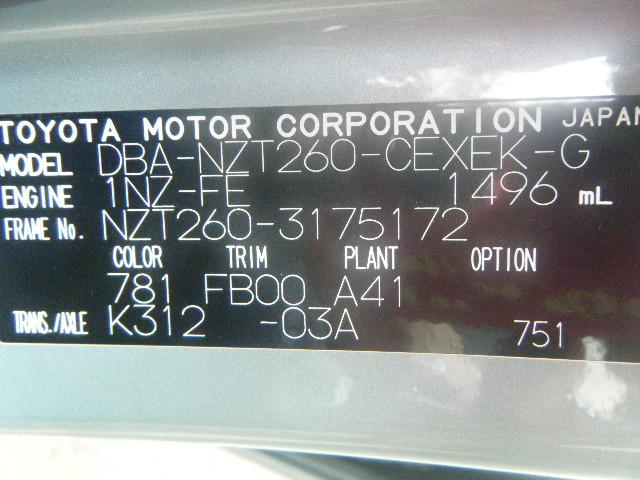 TOYOTA MOTOR CORPORATION JAPAN
MODEL DBA-NZT260-CEXEK-G
ENGINE 1NZ-FE 1496 mL
FRAME No. NZT260-3175172
COLOR TRIM PLANT OPTION
781 FB00 A41
TRANS./AXLE K312 -03A 751